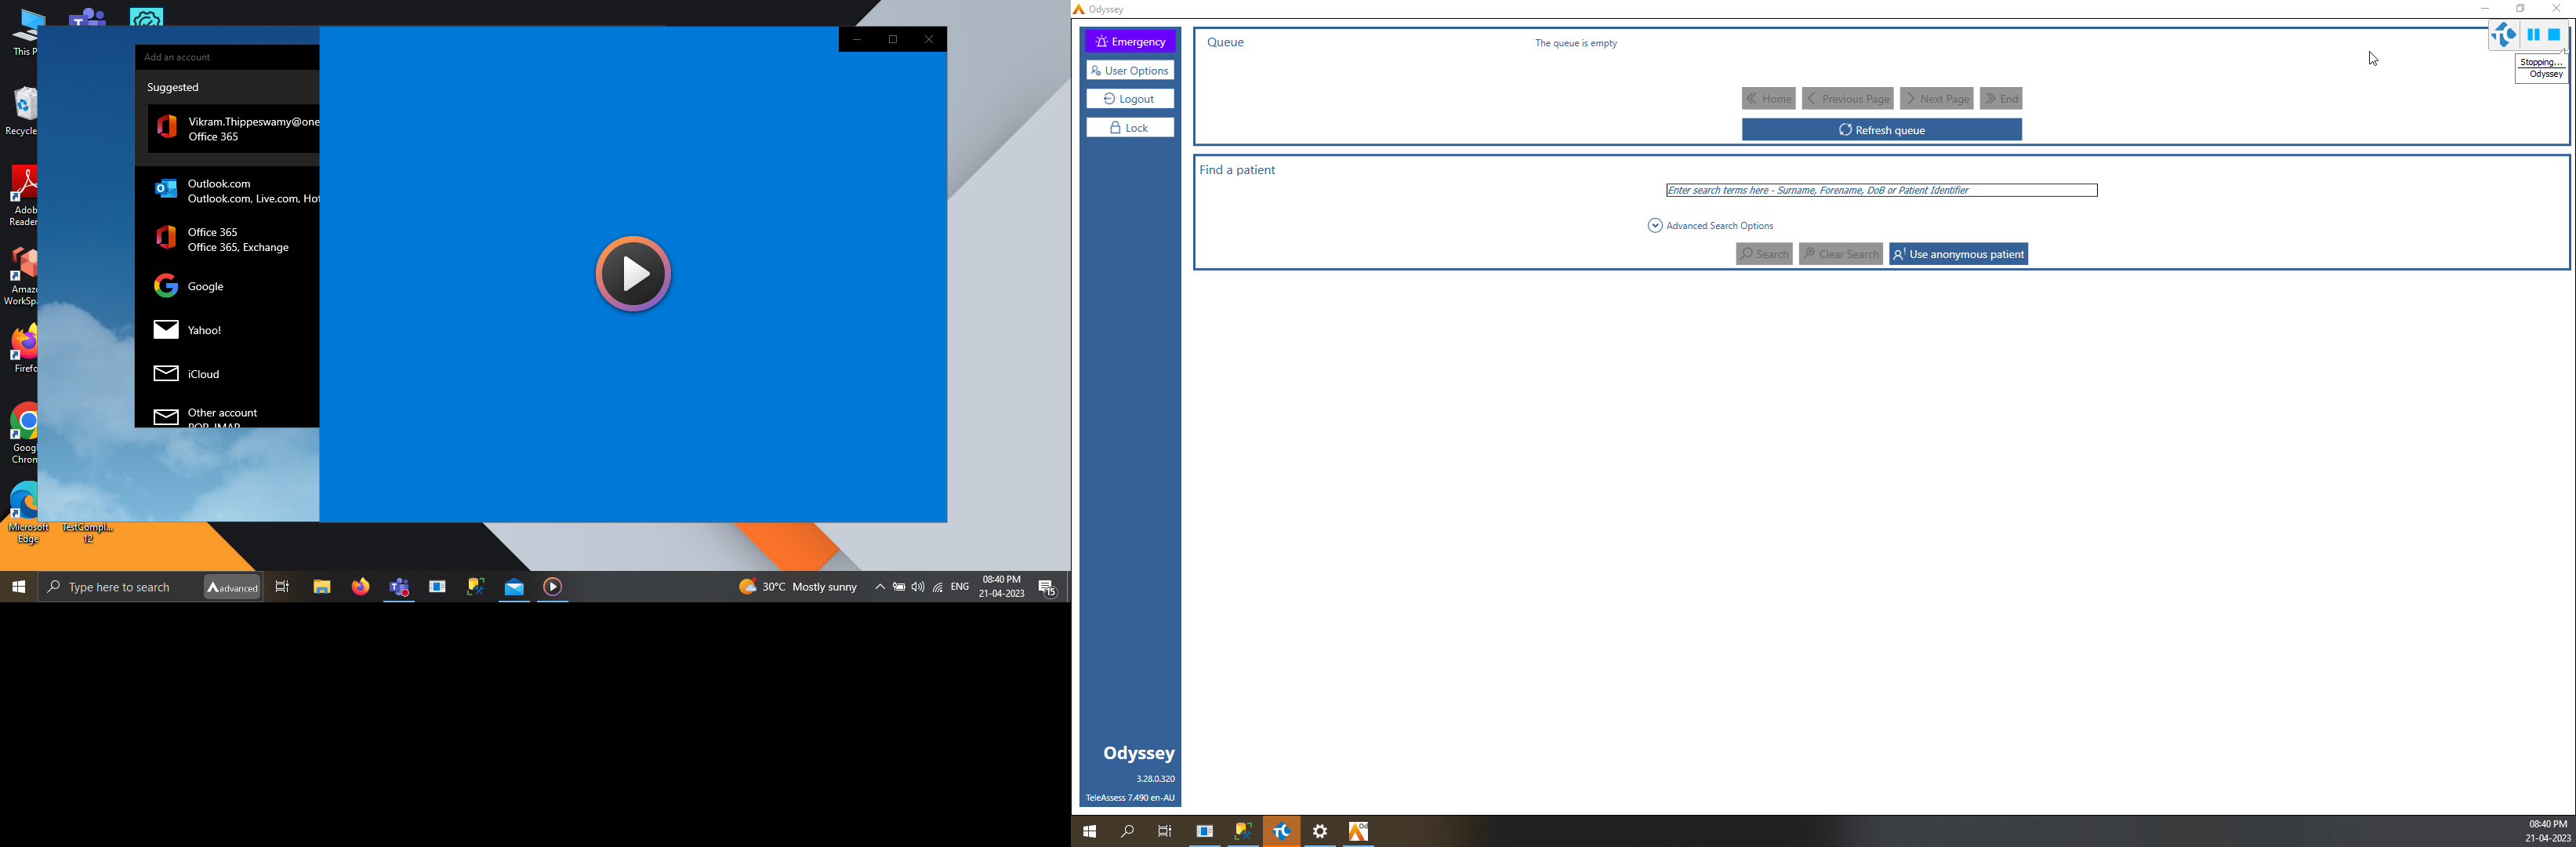 This P
Recycle
Adob
Reader
Amaz
WorkSp
Firefo
Goog
Chron
Microsoft
Edge
TestCompl...
12
Add an account
Suggested
Vikram.Thippeswamy@one
Office 365
Outlook.com
Outlook.com, Live.com, Hot
Office 365
Office 365, Exchange
Google
Yahoo!
iCloud
Other account
POP, IMAP
Type here to search
advanced
30°C Mostly sunny
ENG
08:40 PM
21-04-2023
15
Odyssey
Emergency
User Options
Logout
Lock
Odyssey
3.28.0.320
TeleAssess 7.490 en-AU
Queue
The queue is empty
Home
Previous Page
Next Page
End
Refresh queue
Find a patient
Enter search terms here - Surname, Forename, DoB or Patient Identifier
Advanced Search Options
Search
Clear Search
Use anonymous patient
Stopping...
Odyssey
08:40 PM
21-04-2023